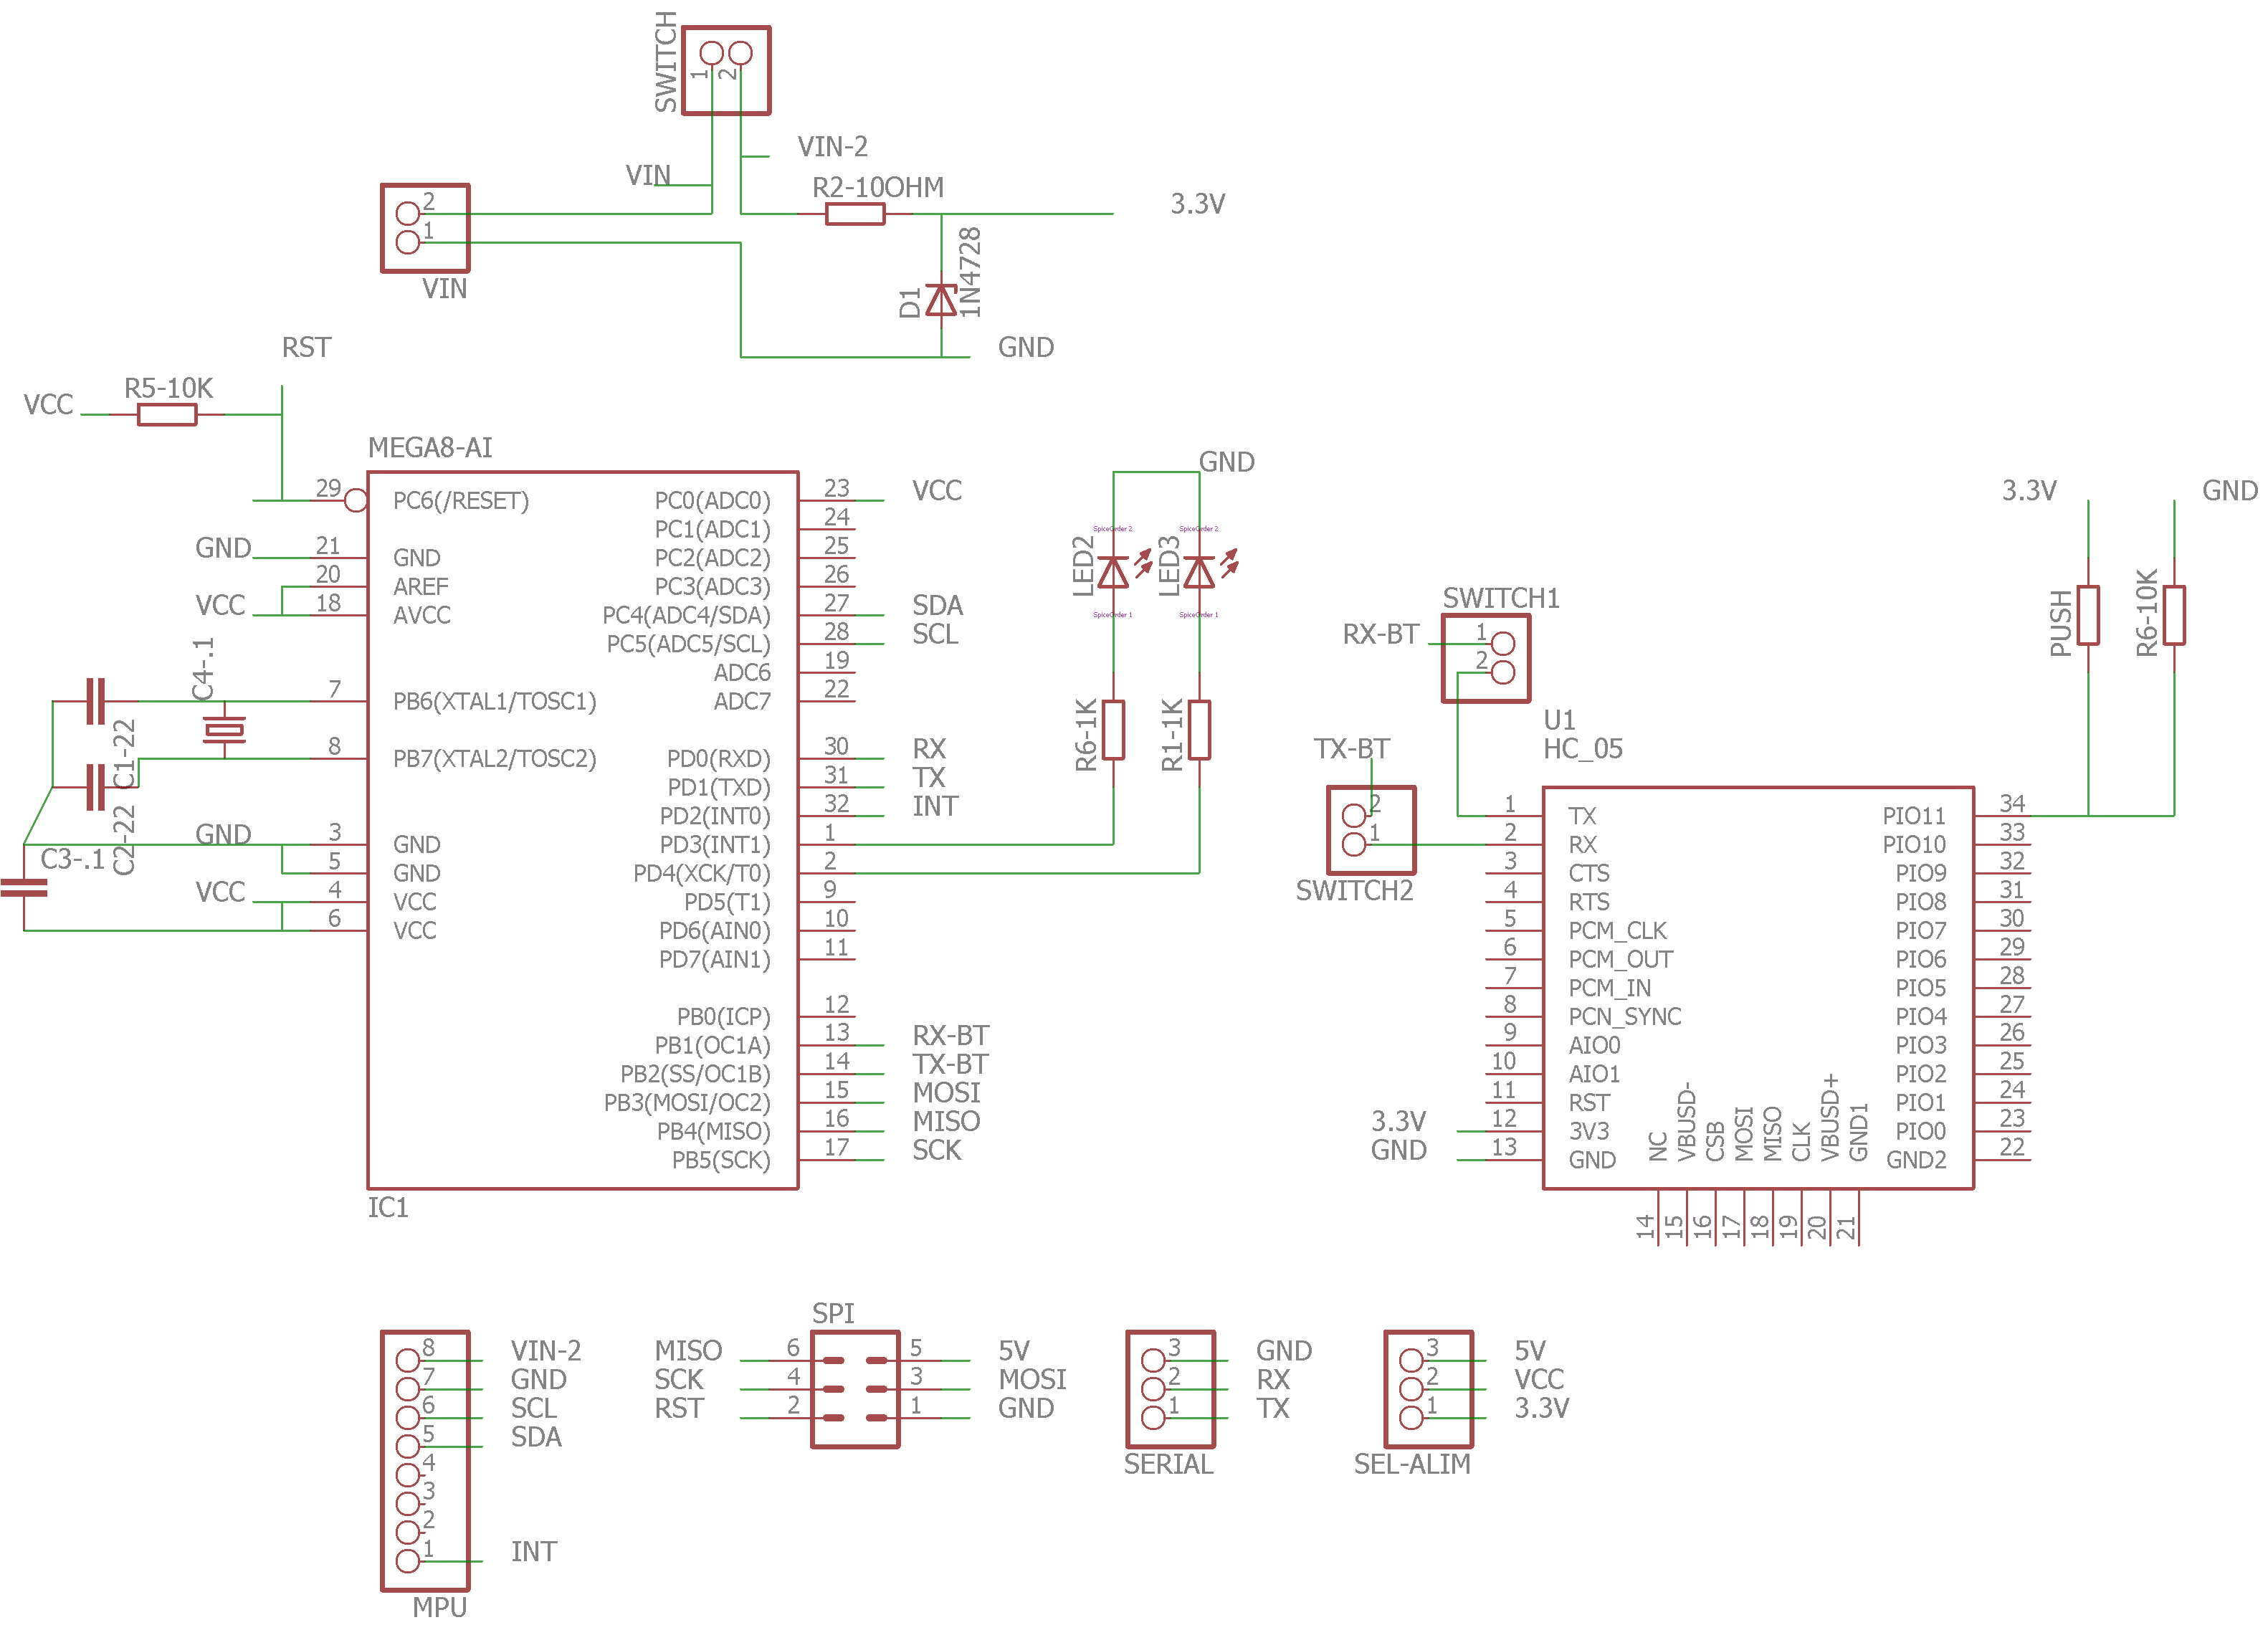 SWITCH
1
2
VIN-2
VIN
R2-10OHM
3.3V
2
1
VIN
D1
1N4728
GND
RST
R5-10K
VCC
MEGA8-AI
29
PC6(/RESET)
21
GND
GND
20
AREF
VCC
18
AVCC
C4-.1
7
PB6(XTAL1/TOSC1)
C1-22
8
PB7(XTAL2/TOSC2)
C2-22
GND
3
GND
C3-.1
5
GND
VCC
4
VCC
6
VCC
PC0(ADC0)
23
VCC
PC1(ADC1)
24
PC2(ADC2)
25
PC3(ADC3)
26
PC4(ADC4/SDA)
27
SDA
PC5(ADC5/SCL)
28
SCL
ADC6
19
ADC7
22
PD0(RXD)
30
RX
PD1(TXD)
31
TX
PD2(INT0)
32
INT
PD3(INT1)
1
PD4(XCK/T0)
2
PD5(T1)
9
PD6(AIN0)
10
PD7(AIN1)
11
PB0(ICP)
12
PB1(OC1A)
13
RX-BT
PB2(SS/OC1B)
14
TX-BT
PB3(MOSI/OC2)
15
MOSI
PB4(MISO)
16
MISO
PB5(SCK)
17
SCK
IC1
GND
SpiceOrder 2
SpiceOrder 2
LED2
LED3
SpiceOrder 1
SpiceOrder 1
R6-1K
R1-1K
SWITCH1
RX-BT
1
2
TX-BT
2
1
SWITCH2
U1
HC_05
3.3V
GND
PUSH
R6-10K
1
TX
2
RX
3
CTS
4
RTS
5
PCM_CLK
6
PCM_OUT
7
PCM_IN
8
PCN_SYNC
9
AIO0
10
AIO1
11
RST
3.3V
12
3V3
GND
13
GND
PIO11
34
PIO10
33
PIO9
32
PIO8
31
PIO7
30
PIO6
29
PIO5
28
PIO4
27
PIO3
26
PIO2
25
PIO1
24
PIO0
23
GND2
22
NC
VBUSD-
CSB
MOSI
MISO
CLK
VBUSD+
GND1
14
15
16
17
18
19
20
21
8
VIN-2
7
GND
6
SCL
5
SDA
4
3
2
1
INT
MPU
SPI
MISO
6
5
5V
SCK
4
3
MOSI
RST
2
1
GND
3
GND
2
RX
1
TX
SERIAL
3
5V
2
VCC
1
3.3V
SEL-ALIM